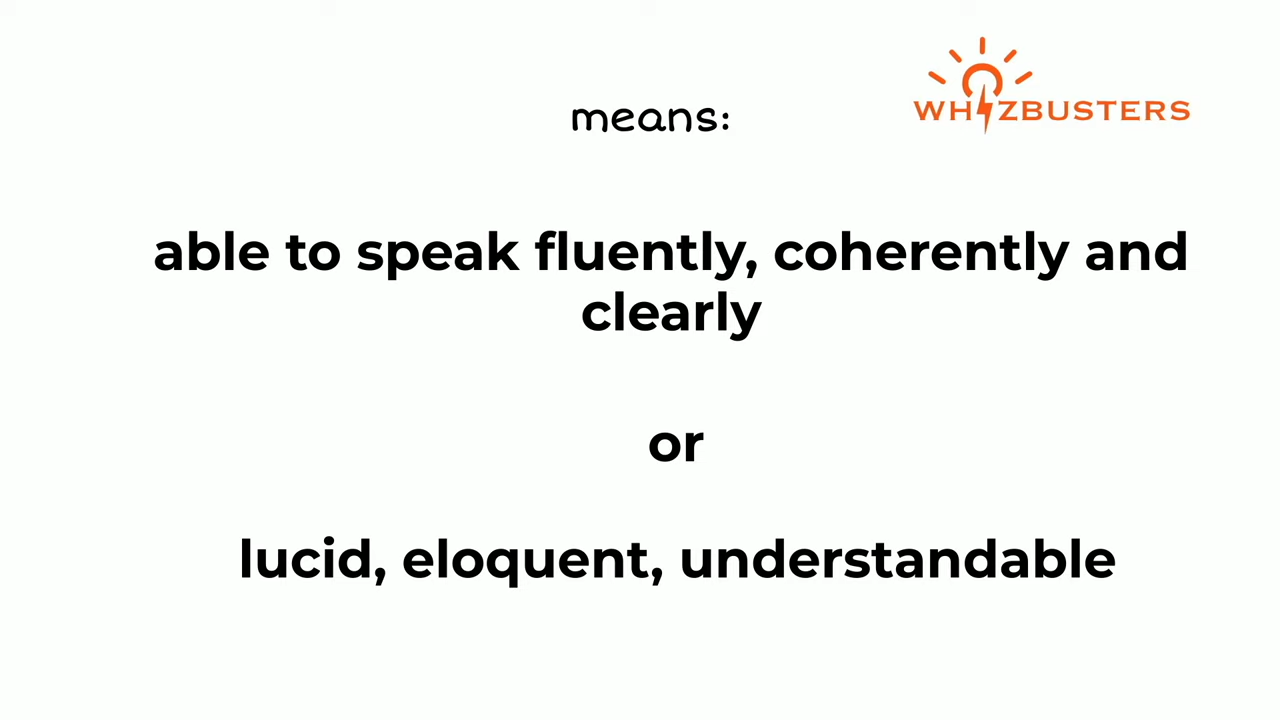 means:
WHIZBUSTERS
able to speak fluently, coherently and
clearly
or
lucid, eloquent, understandable